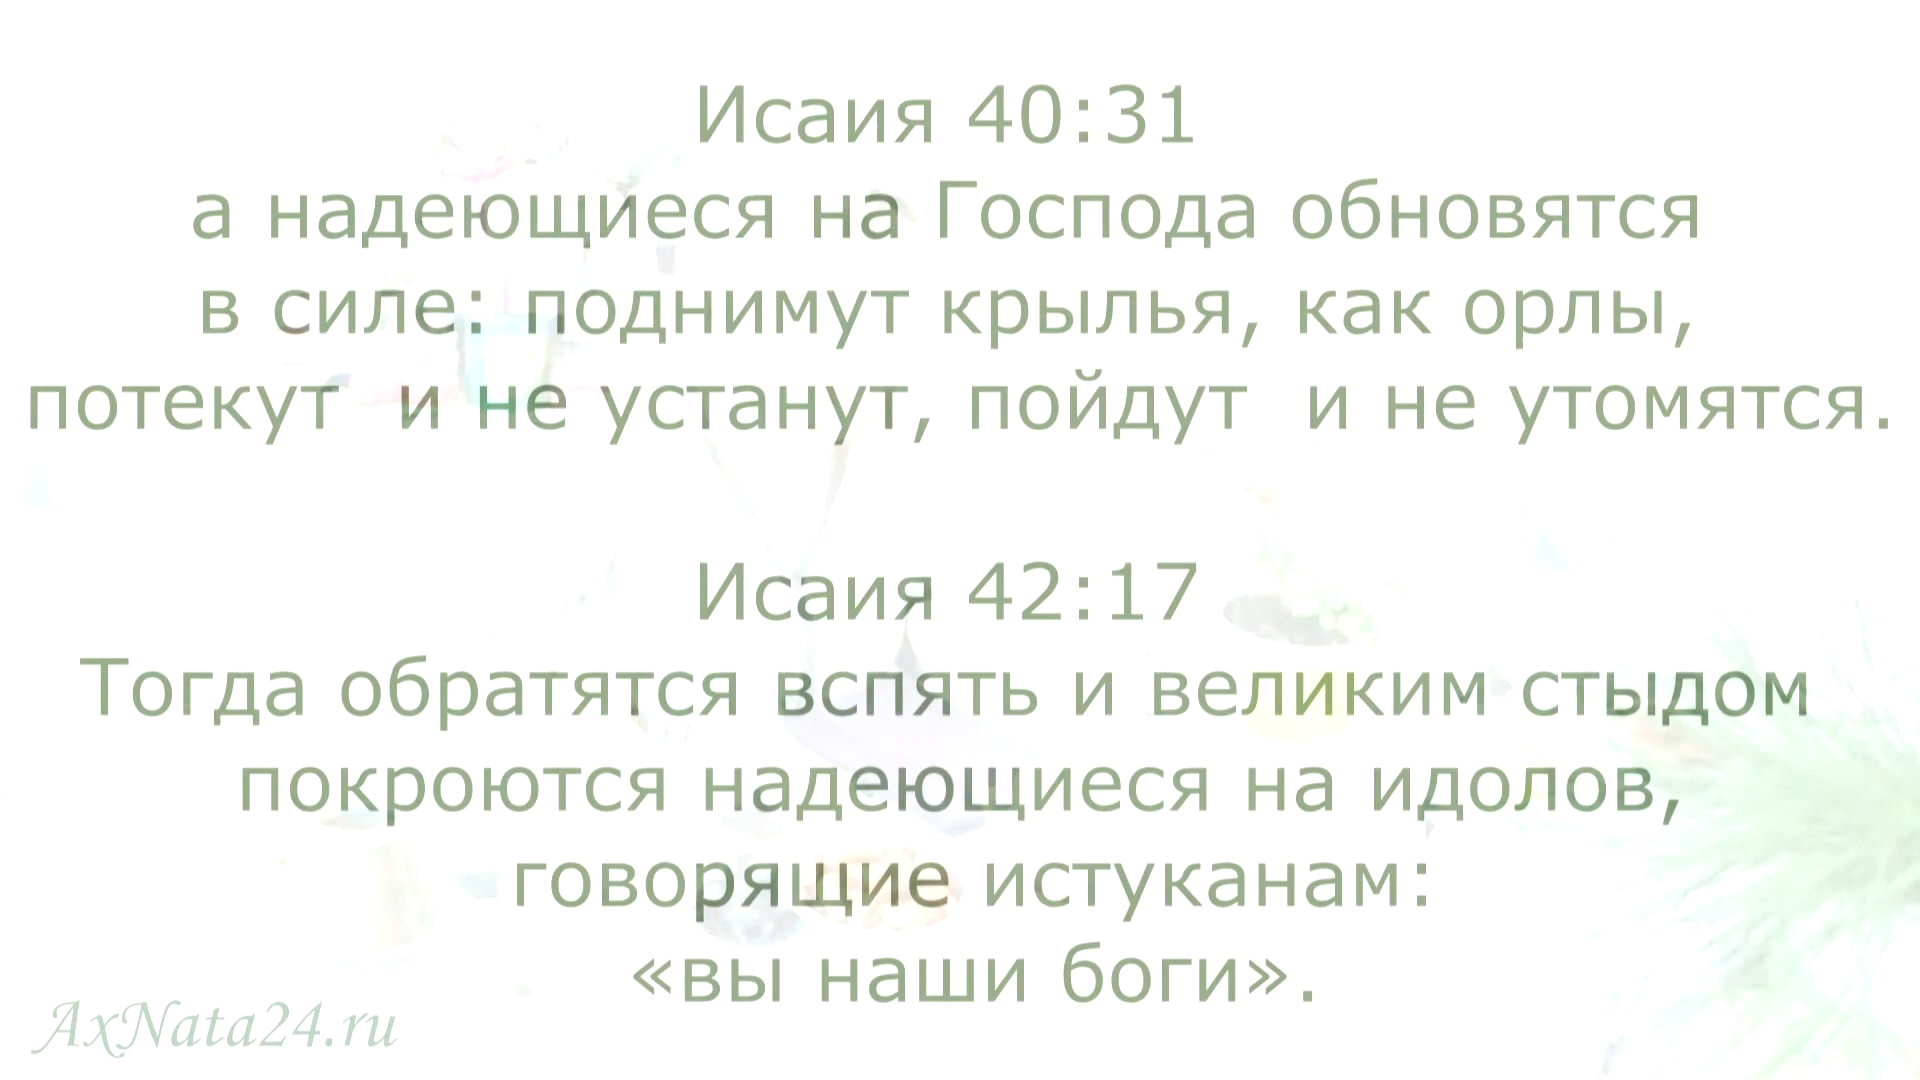 Исаия 40:31
а надеющиеся на Господа обновятся
в силе: поднимут крылья, как орлы,
потекут  и не устанут, пойдут  и не утомятся.
Исаия 42:17
Тогда обратятся вспять и великим стыдом
покроются надеющиеся на идолов,
говорящие истуканам:
«вы наши боги».
AxNata24.ru